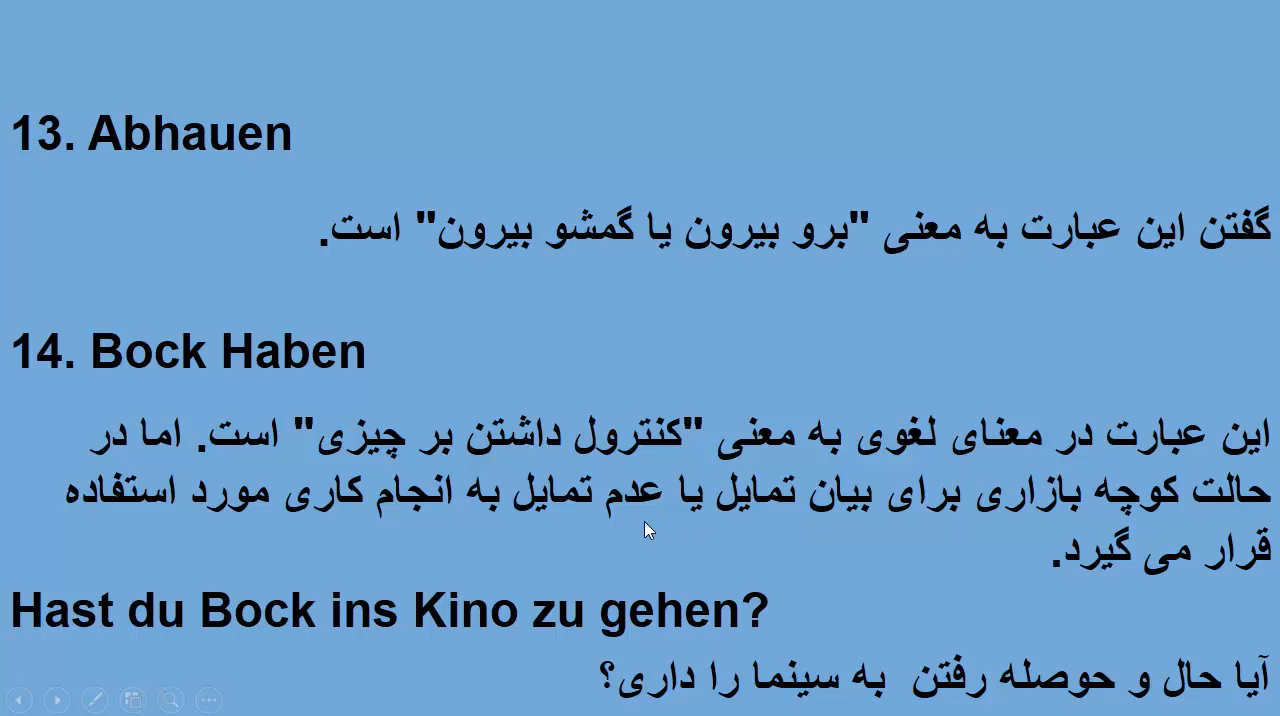 13. Abhauen
گفتن این عبارت به معنی "برو بیرون یا گمشو بیرون" است.
14. Bock Haben
این عبارت در معنای لغوی به معنی "کنترول داشتن بر چیزی" است. اما در
حالت کوچه بازاری برای بیان تمایل یا عدم تمایل به انجام کاری مورد استفاده
قرار می گیرد.
Hast du Bock ins Kino zu gehen?
آیا حال و حوصله رفتن به سینما را داری؟